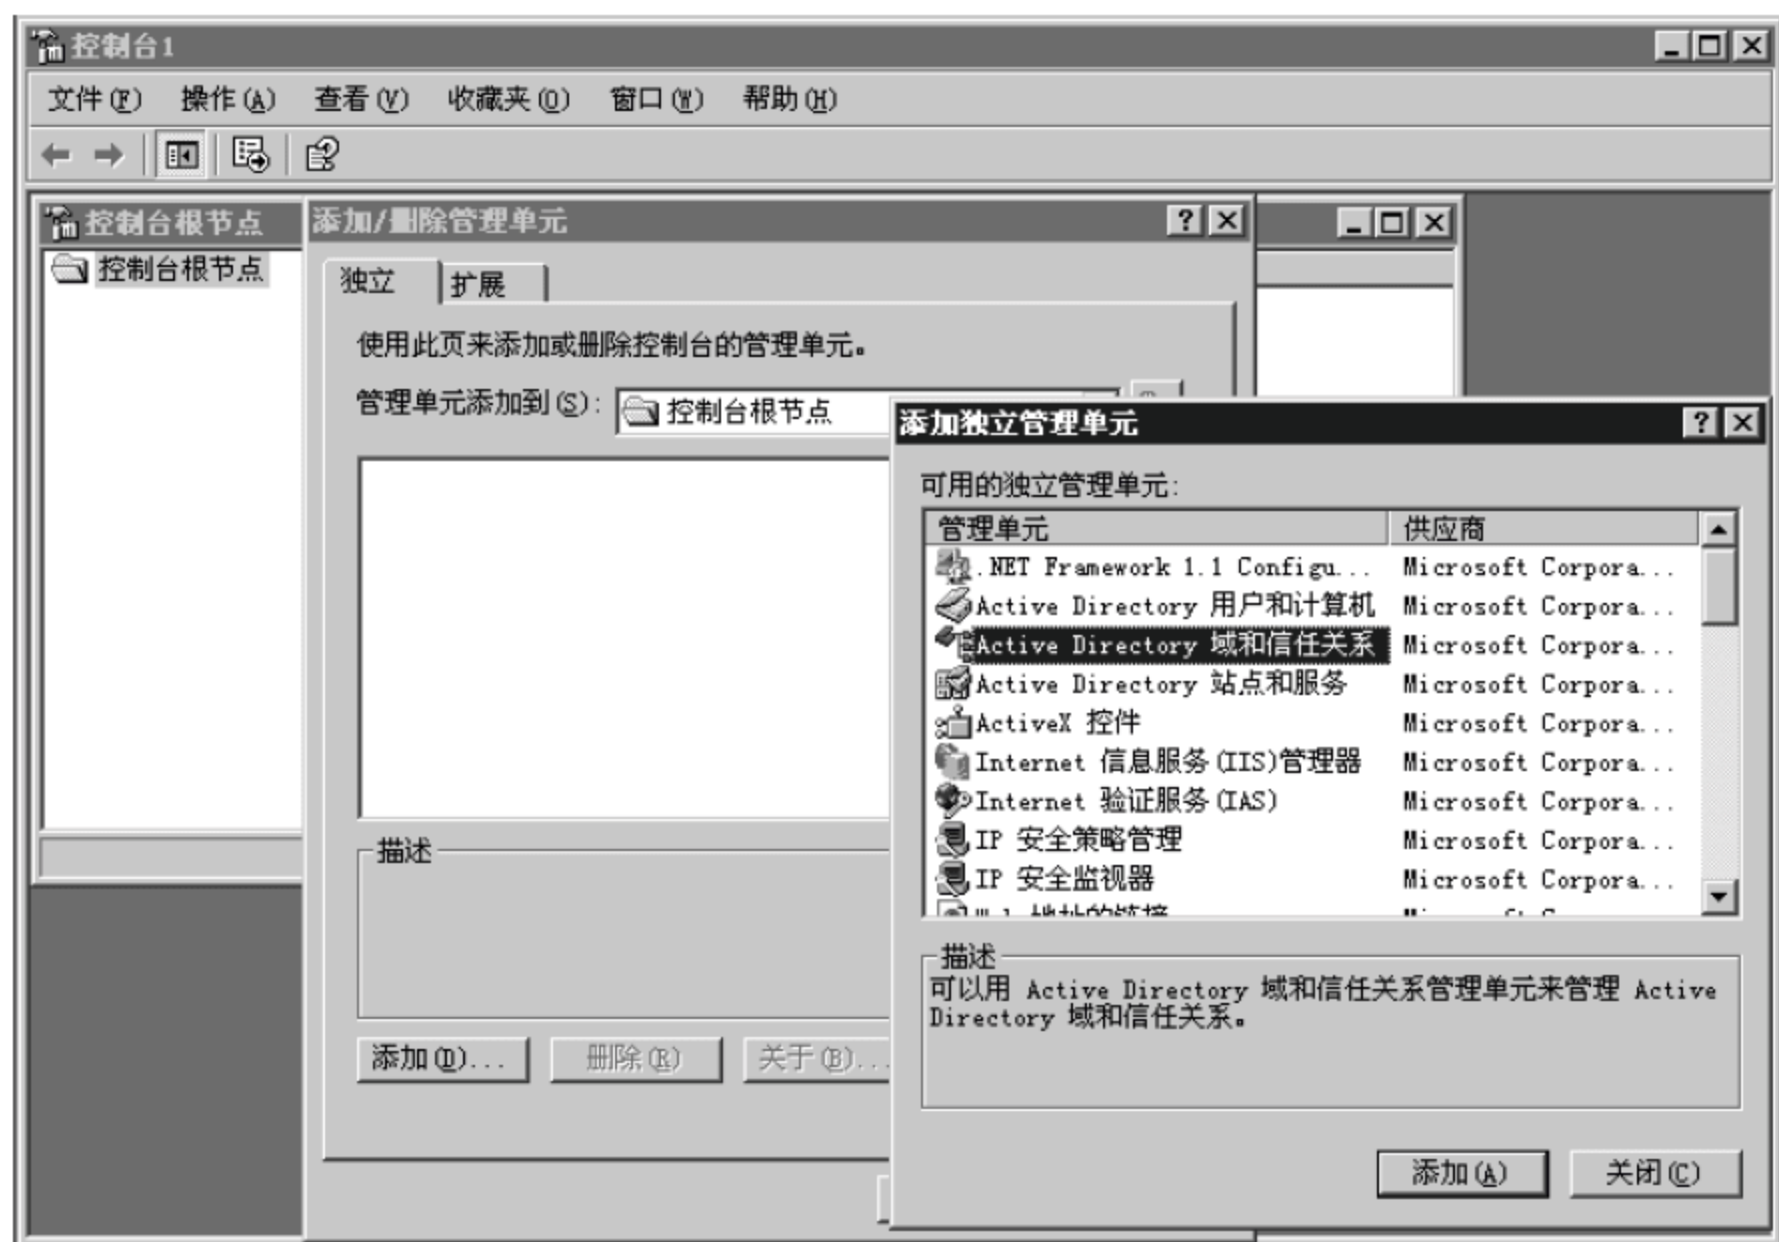 控制台1
文件(F) 操作(A) 查看(V) 收藏夹(O) 窗口(W) 帮助(H)
控制台根节点
控制台根节点
添加/删除管理单元
独立 扩展
使用此页来添加或删除控制台的管理单元。
管理单元添加到(S): 控制台根节点
描述
添加(D)... 删除(R) 关于(B)...
添加独立管理单元
可用的独立管理单元:
管理单元 供应商
.NET Framework 1.1 Configu... Microsoft Corpora...
Active Directory 用户和计算机 Microsoft Corpora...
Active Directory 域和信任关系 Microsoft Corpora...
Active Directory 站点和服务 Microsoft Corpora...
ActiveX 控件 Microsoft Corpora...
Internet 信息服务(IIS)管理器 Microsoft Corpora...
Internet 验证服务(IAS) Microsoft Corpora...
IP 安全策略管理 Microsoft Corpora...
IP 安全监视器 Microsoft Corpora...
描述
可以用 Active Directory 域和信任关系管理单元来管理 Active
Directory 域和信任关系。
添加(A) 关闭(C)